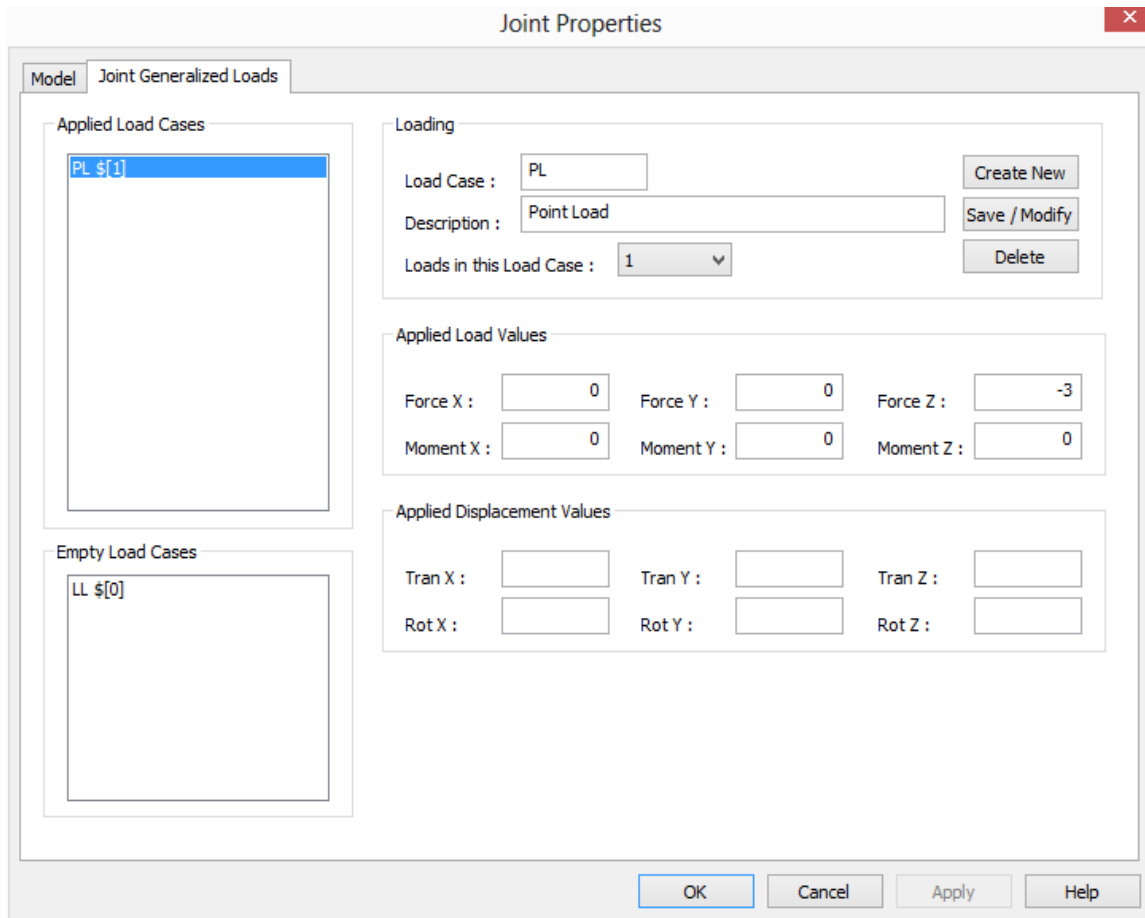 Joint Properties
Model
Joint Generalized Loads
Applied Load Cases
PL $[1]
Empty Load Cases
LL $[0]
Loading
Load Case : PL
Create New
Description : Point Load
Save / Modify
Loads in this Load Case : 1
Delete
Applied Load Values
Force X : 0 Force Y : 0 Force Z : -3
Moment X : 0 Moment Y : 0 Moment Z : 0
Applied Displacement Values
Tran X : Tran Y : Tran Z :
Rot X : Rot Y : Rot Z :
OK Cancel Apply Help